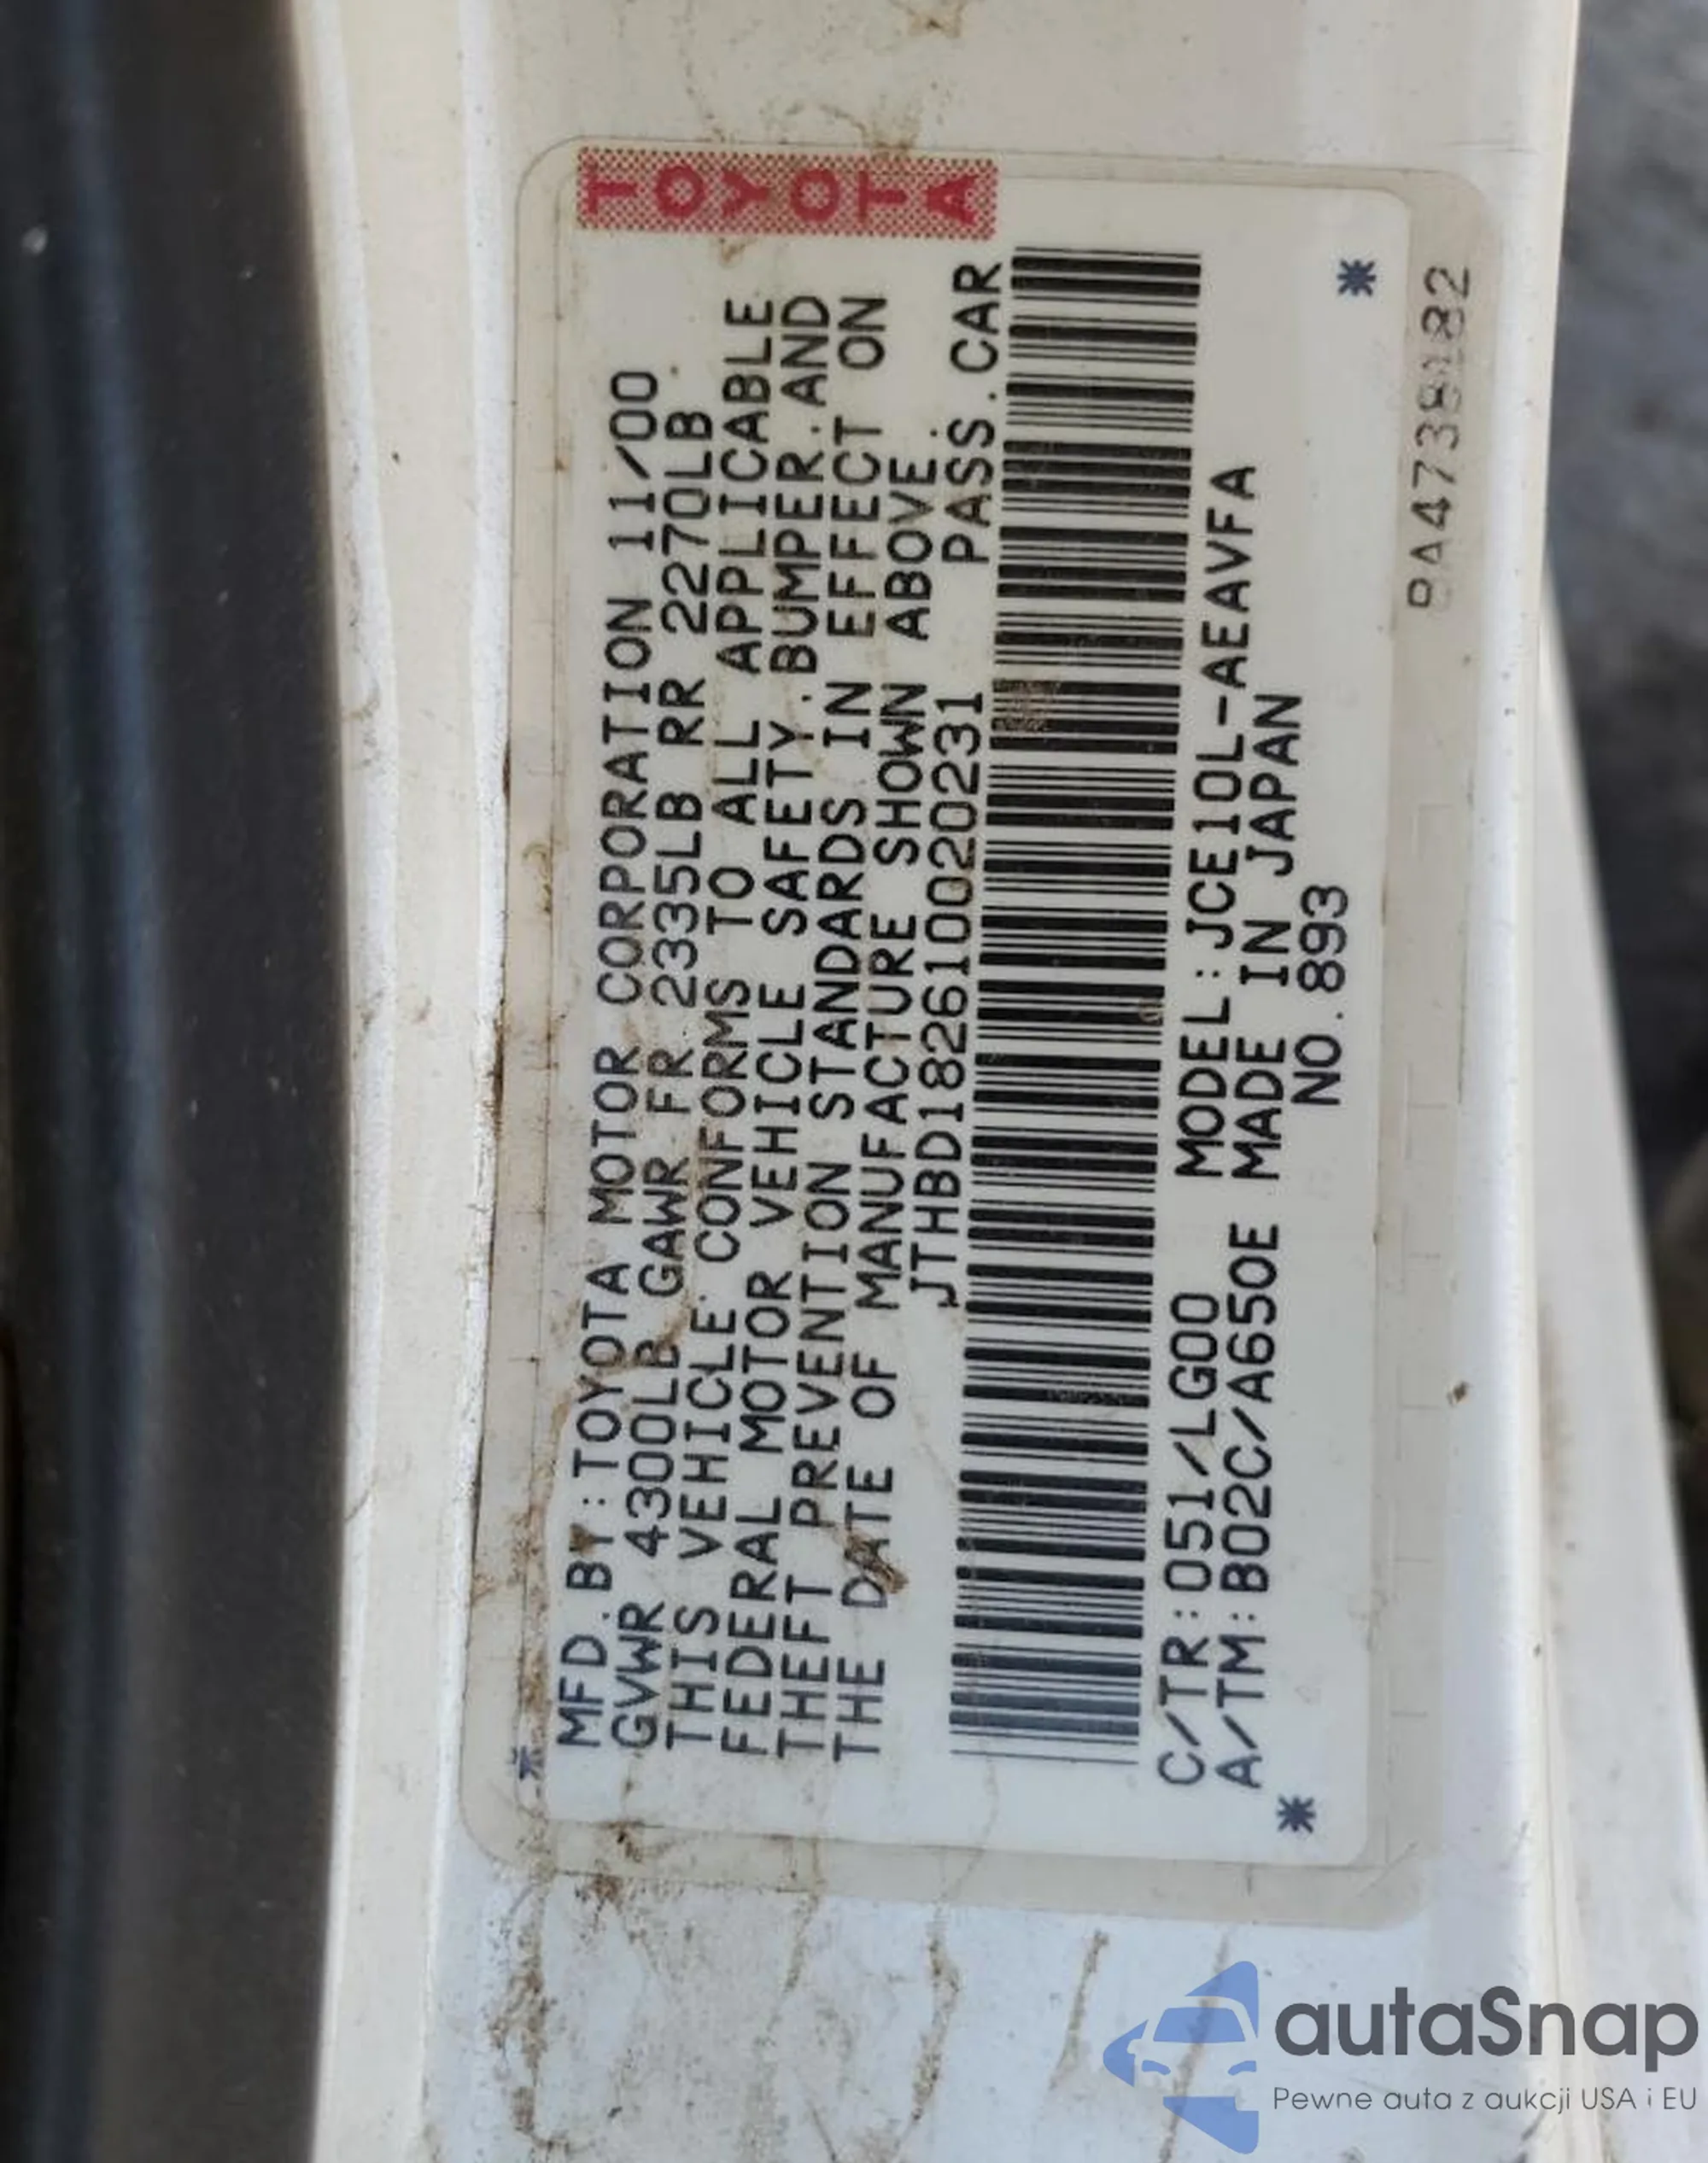 TOYOTA
MFD.BY:TOYOTA MOTOR CORPORATION 11/00
GVWR 4300LB GAWR FR 2335LB RR 2270LB
THIS VEHICLE CONFORMS TO ALL APPLICABLE
FEDERAL MOTOR VEHICLE SAFETY.BUMPER.AND
THEFT PREVENTION STANDARDS IN EFFECT ON
THE DATE OF MANUFACTURE SHOWN ABOVE.
JTHBD182610020231 PASS.CAR
C/TR:051/LG00 MODEL:JCE10L-AEAVFA
A/TM:B02C/A650E MADE IN JAPAN
NO.893
autaSnap
Pewne auta z aukcji USA i EU